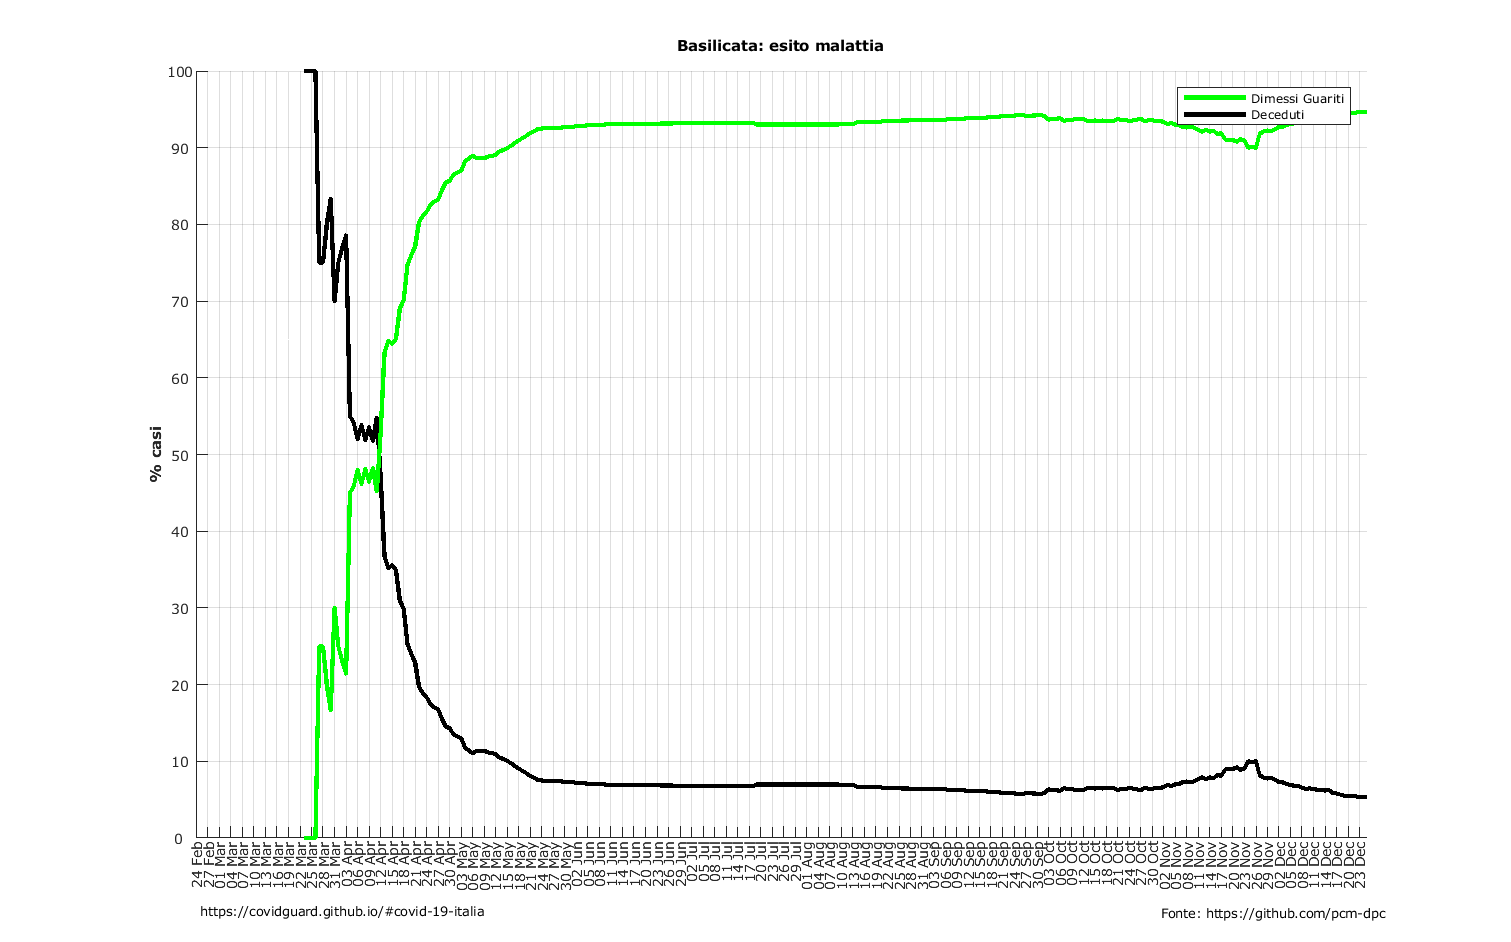 Basilicata: esito malattia
100
90
80
70
60
50
40
30
20
10
0
% casi
Dimessi Guariti
Deceduti
24 Feb
27 Feb
01 Mar
04 Mar
07 Mar
10 Mar
13 Mar
16 Mar
19 Mar
22 Mar
25 Mar
28 Mar
31 Mar
03 Apr
06 Apr
09 Apr
12 Apr
15 Apr
18 Apr
21 Apr
24 Apr
27 Apr
30 Apr
03 May
06 May
09 May
12 May
15 May
18 May
21 May
24 May
27 May
30 May
02 Jun
05 Jun
08 Jun
11 Jun
14 Jun
17 Jun
20 Jun
23 Jun
26 Jun
29 Jun
02 Jul
05 Jul
08 Jul
11 Jul
14 Jul
17 Jul
20 Jul
23 Jul
26 Jul
29 Jul
01 Aug
04 Aug
07 Aug
10 Aug
13 Aug
16 Aug
19 Aug
22 Aug
25 Aug
28 Aug
31 Aug
03 Sep
06 Sep
09 Sep
12 Sep
15 Sep
18 Sep
21 Sep
24 Sep
27 Sep
30 Sep
03 Oct
06 Oct
09 Oct
12 Oct
15 Oct
18 Oct
21 Oct
24 Oct
27 Oct
30 Oct
02 Nov
05 Nov
08 Nov
11 Nov
14 Nov
17 Nov
20 Nov
23 Nov
26 Nov
29 Nov
02 Dec
05 Dec
08 Dec
11 Dec
14 Dec
17 Dec
20 Dec
23 Dec
https://covidguard.github.io/#covid-19-italia
Fonte: https://github.com/pcm-dpc